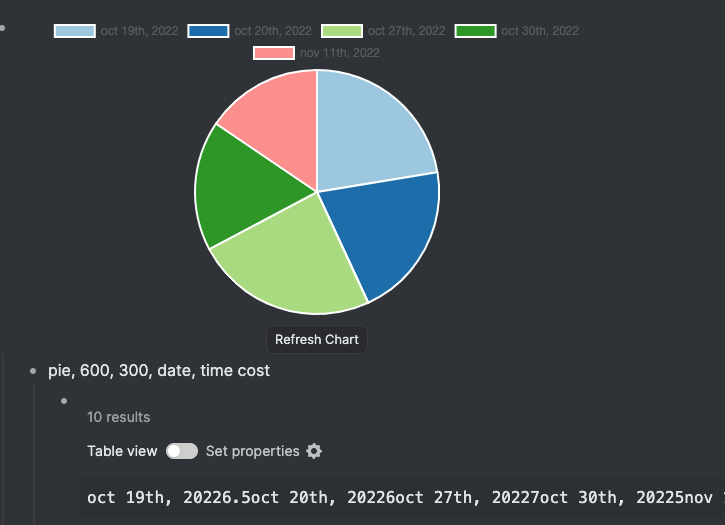 oct 19th, 2022 oct 20th, 2022 oct 27th, 2022 oct 30th, 2022
nov 11th, 2022
Refresh Chart
pie, 600, 300, date, time cost
10 results
Table view Set properties
oct 19th, 20226.5oct 20th, 20226oct 27th, 20227oct 30th, 20225nov